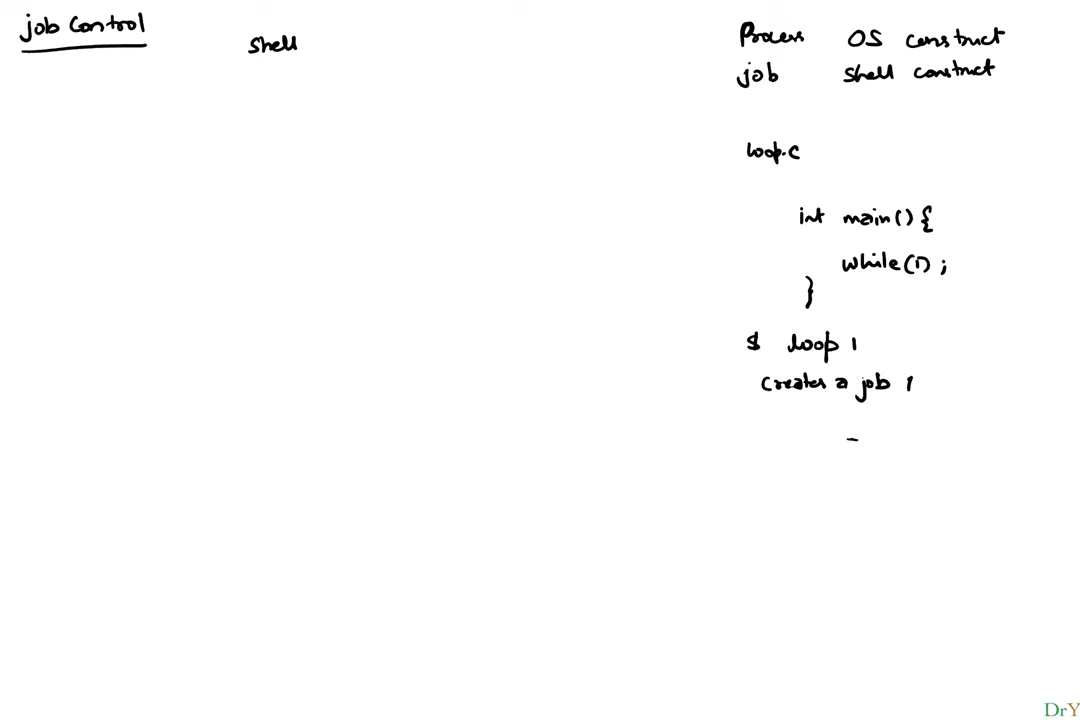 job control
shell
Process OS construct
job shell construct
loop.c
int main() {
while(1) ;
}
$ loop 1
creates a job 1
-
DrY